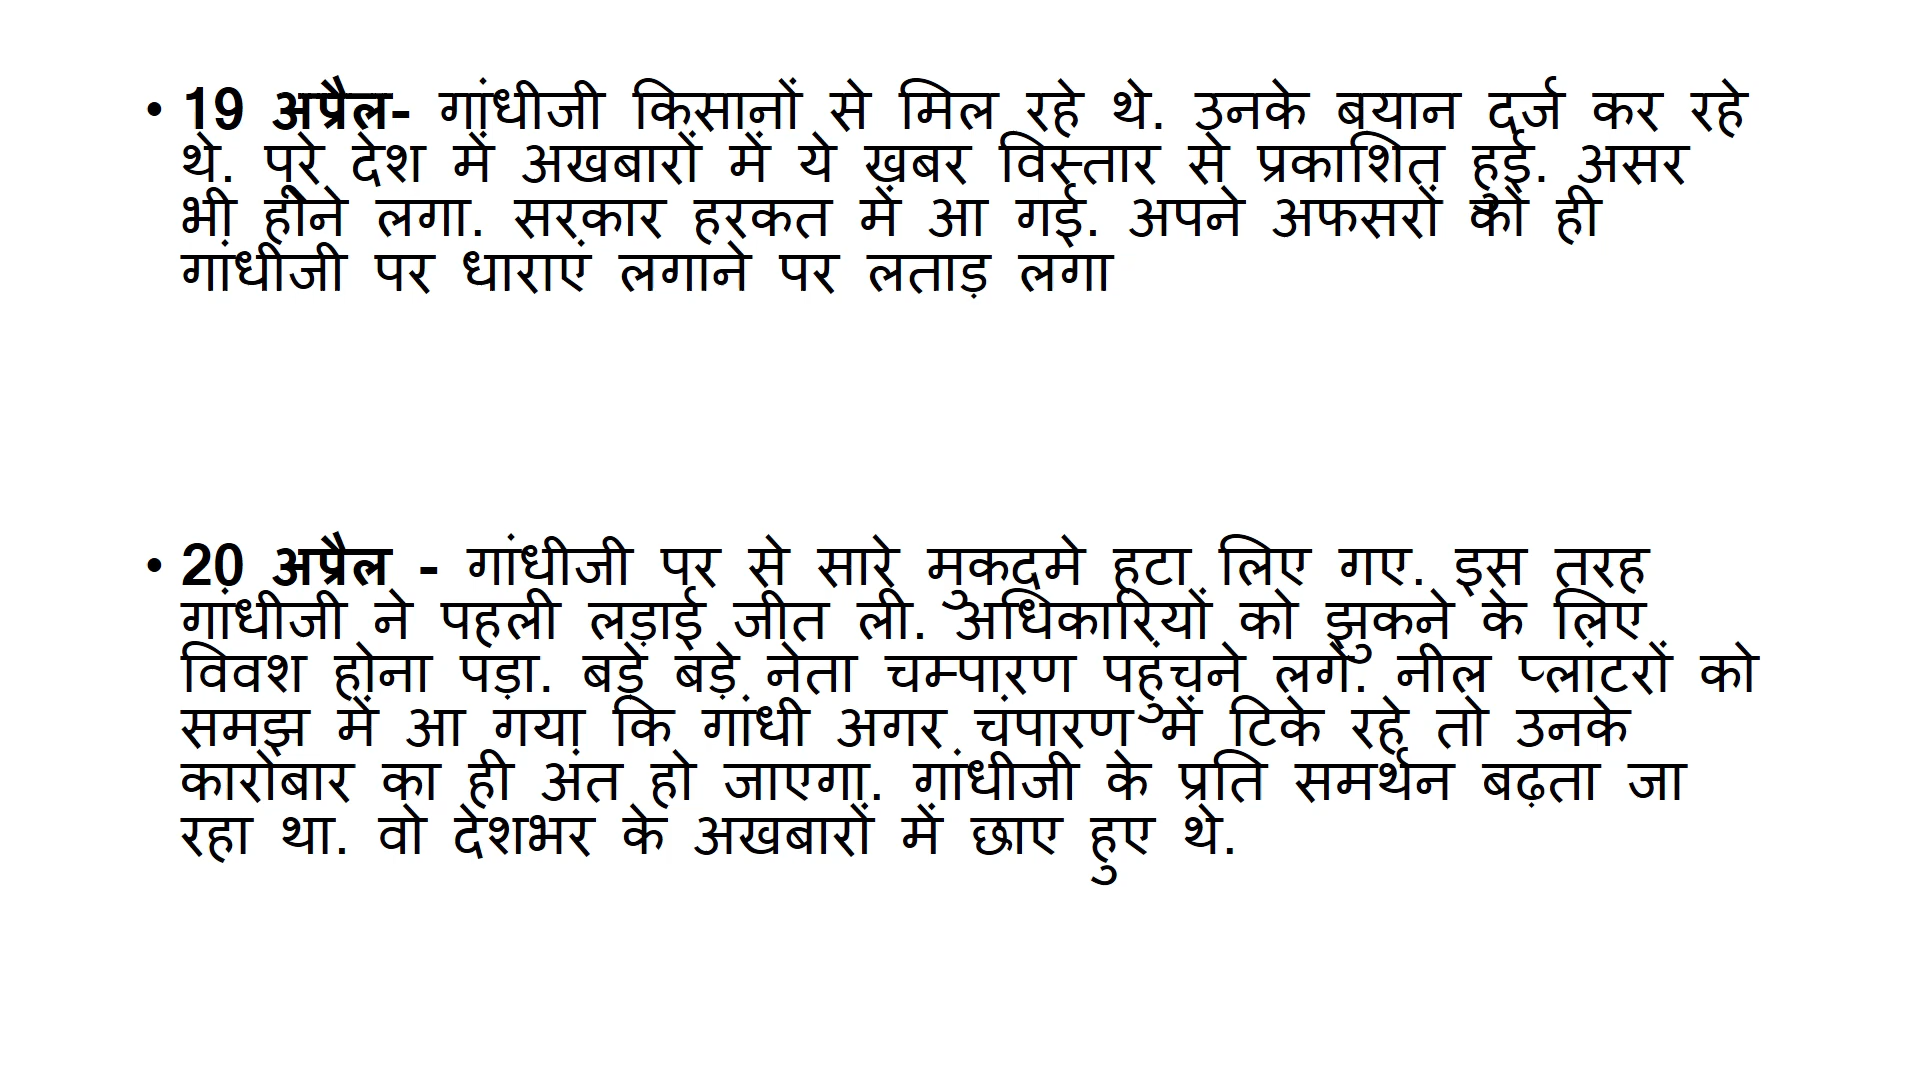 • 19 अप्रैल- गांधीजी किसानों से मिल रहे थे. उनके बयान दर्ज कर रहे
थे. पूरे देश में अखबारों में ये खबर विस्तार से प्रकाशित हुई. असर
भी होने लगा. सरकार हरकत में आ गई. अपने अफसरों को ही
गांधीजी पर धाराएं लगाने पर लताड़ लगा
• 20 अप्रैल - गांधीजी पर से सारे मुकदमे हटा लिए गए. इस तरह
गांधीजी ने पहली लड़ाई जीत ली. अधिकारियों को झुकने के लिए
विवश होना पड़ा. बड़े बड़े नेता चम्पारण पहुंचने लगे. नील प्लांटरों को
समझ में आ गया कि गांधी अगर चंपारण में टिके रहे तो उनके
कारोबार का ही अंत हो जाएगा. गांधीजी के प्रति समर्थन बढ़ता जा
रहा था. वो देशभर के अखबारों में छाए हुए थे.